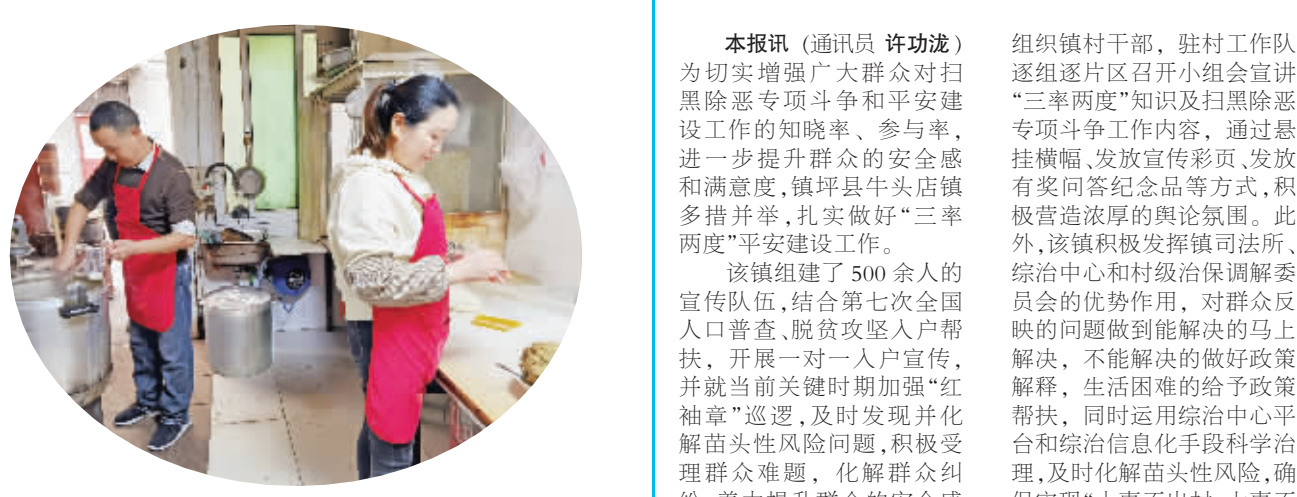 本报讯 (通讯员 许功泷)
为切实增强广大群众对扫
黑除恶专项斗争和平安建
设工作的知晓率、参与率,
进一步提升群众的安全感
和满意度,镇坪县牛头店镇
多措并举,扎实做好“三率
两度”平安建设工作。
该镇组建了500余人的
宣传队伍,结合第七次全国
人口普查、脱贫攻坚入户帮
扶,开展一对一入户宣传,
并就当前关键时期加强“红
袖章”巡逻,及时发现并化
解苗头性风险问题,积极受
理群众难题,化解群众纠
组织镇村干部,驻村工作队
逐组逐片区召开小组会宣讲
“三率两度”知识及扫黑除恶
专项斗争工作内容,通过悬
挂横幅、发放宣传彩页、发放
有奖问答纪念品等方式,积
极营造浓厚的舆论氛围。此
外,该镇积极发挥镇司法所、
综治中心和村级治保调解委
员会的优势作用,对群众反
映的问题做到能解决的马上
解决,不能解决的做好政策
解释,生活困难的给予政策
帮扶,同时运用综治中心平
台和综治信息化手段科学治
理,及时化解苗头性风险,确